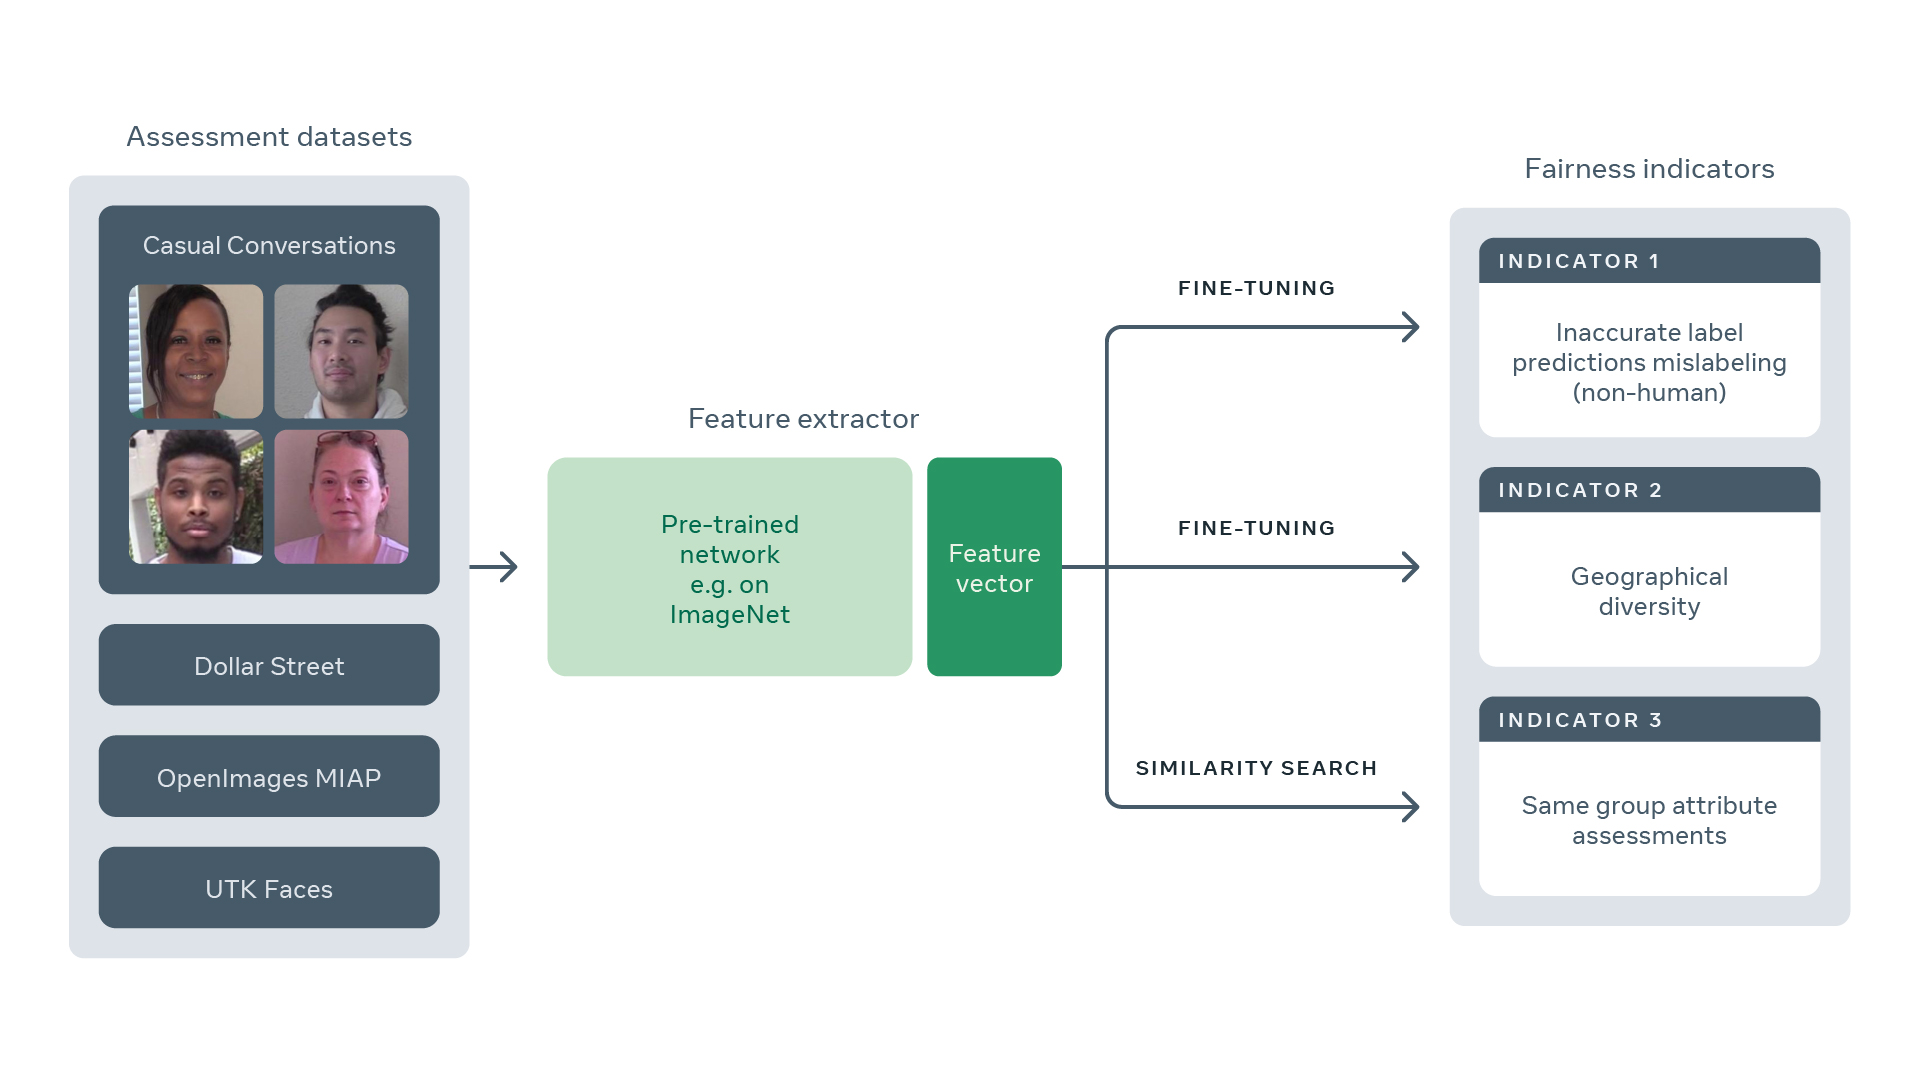 Assessment datasets
Casual Conversations
Dollar Street
OpenImages MIAP
UTK Faces
Feature extractor
Pre-trained
network
e.g. on
ImageNet
Feature
vector
FINE-TUNING
FINE-TUNING
SIMILARITY SEARCH
Fairness indicators
INDICATOR 1
Inaccurate label
predictions mislabeling
(non-human)
INDICATOR 2
Geographical
diversity
INDICATOR 3
Same group attribute
assessments